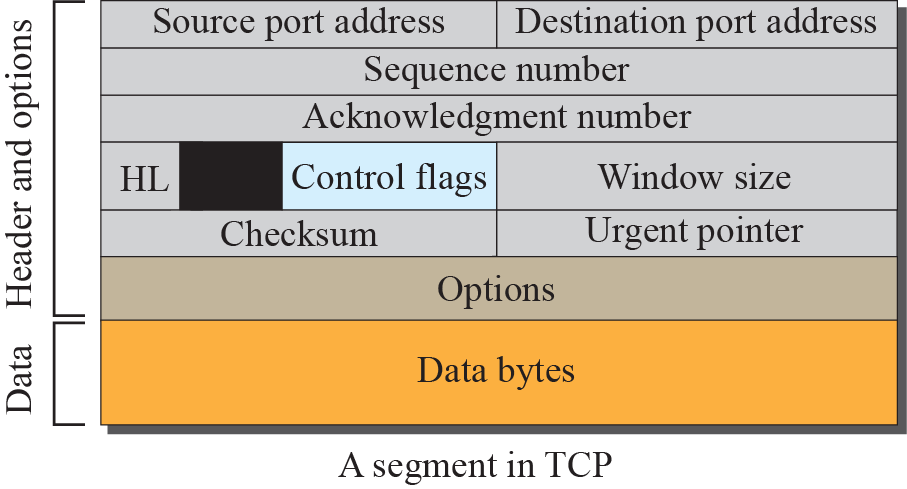 Header and options
Source port address
Destination port address
Sequence number
Acknowledgment number
HL
Control flags
Window size
Checksum
Urgent pointer
Options
Data
Data bytes
A segment in TCP